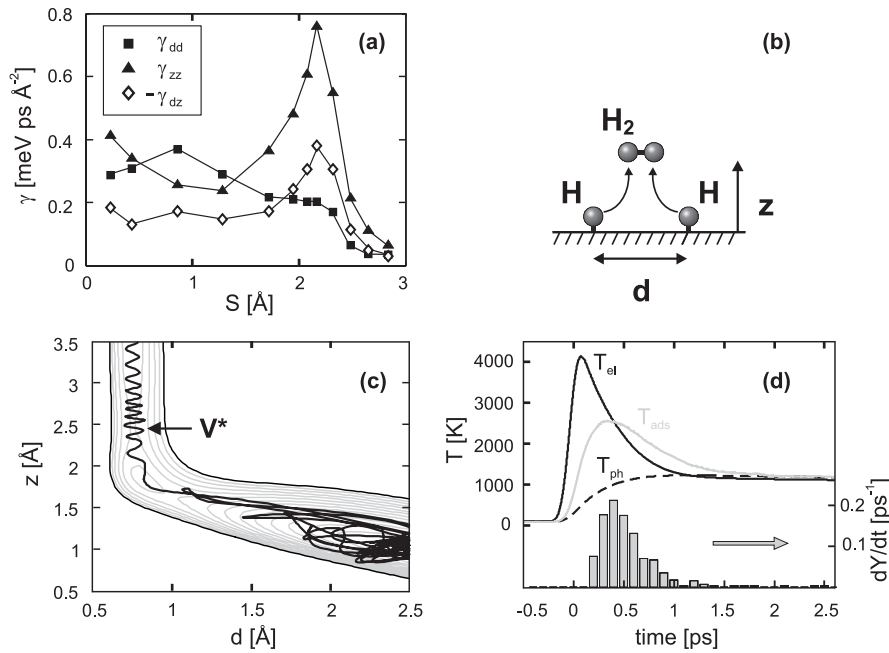 (a)
γdd
γzz
−γdz
γ [meV ps Å-2]
0.8
0.6
0.4
0.2
0
0
1
2
3
S [Å]
(b)
H2
H
H
z
d
(c)
V*
z [Å]
3.5
3
2.5
2
1.5
1
0.5
0.5
1
1.5
2
2.5
d [Å]
(d)
Tel
Tads
Tph
T [K]
4000
3000
2000
1000
0
0.2
0.1
dY/dt [ps-1]
-0.5
0
0.5
1.0
1.5
2
2.5
time [ps]